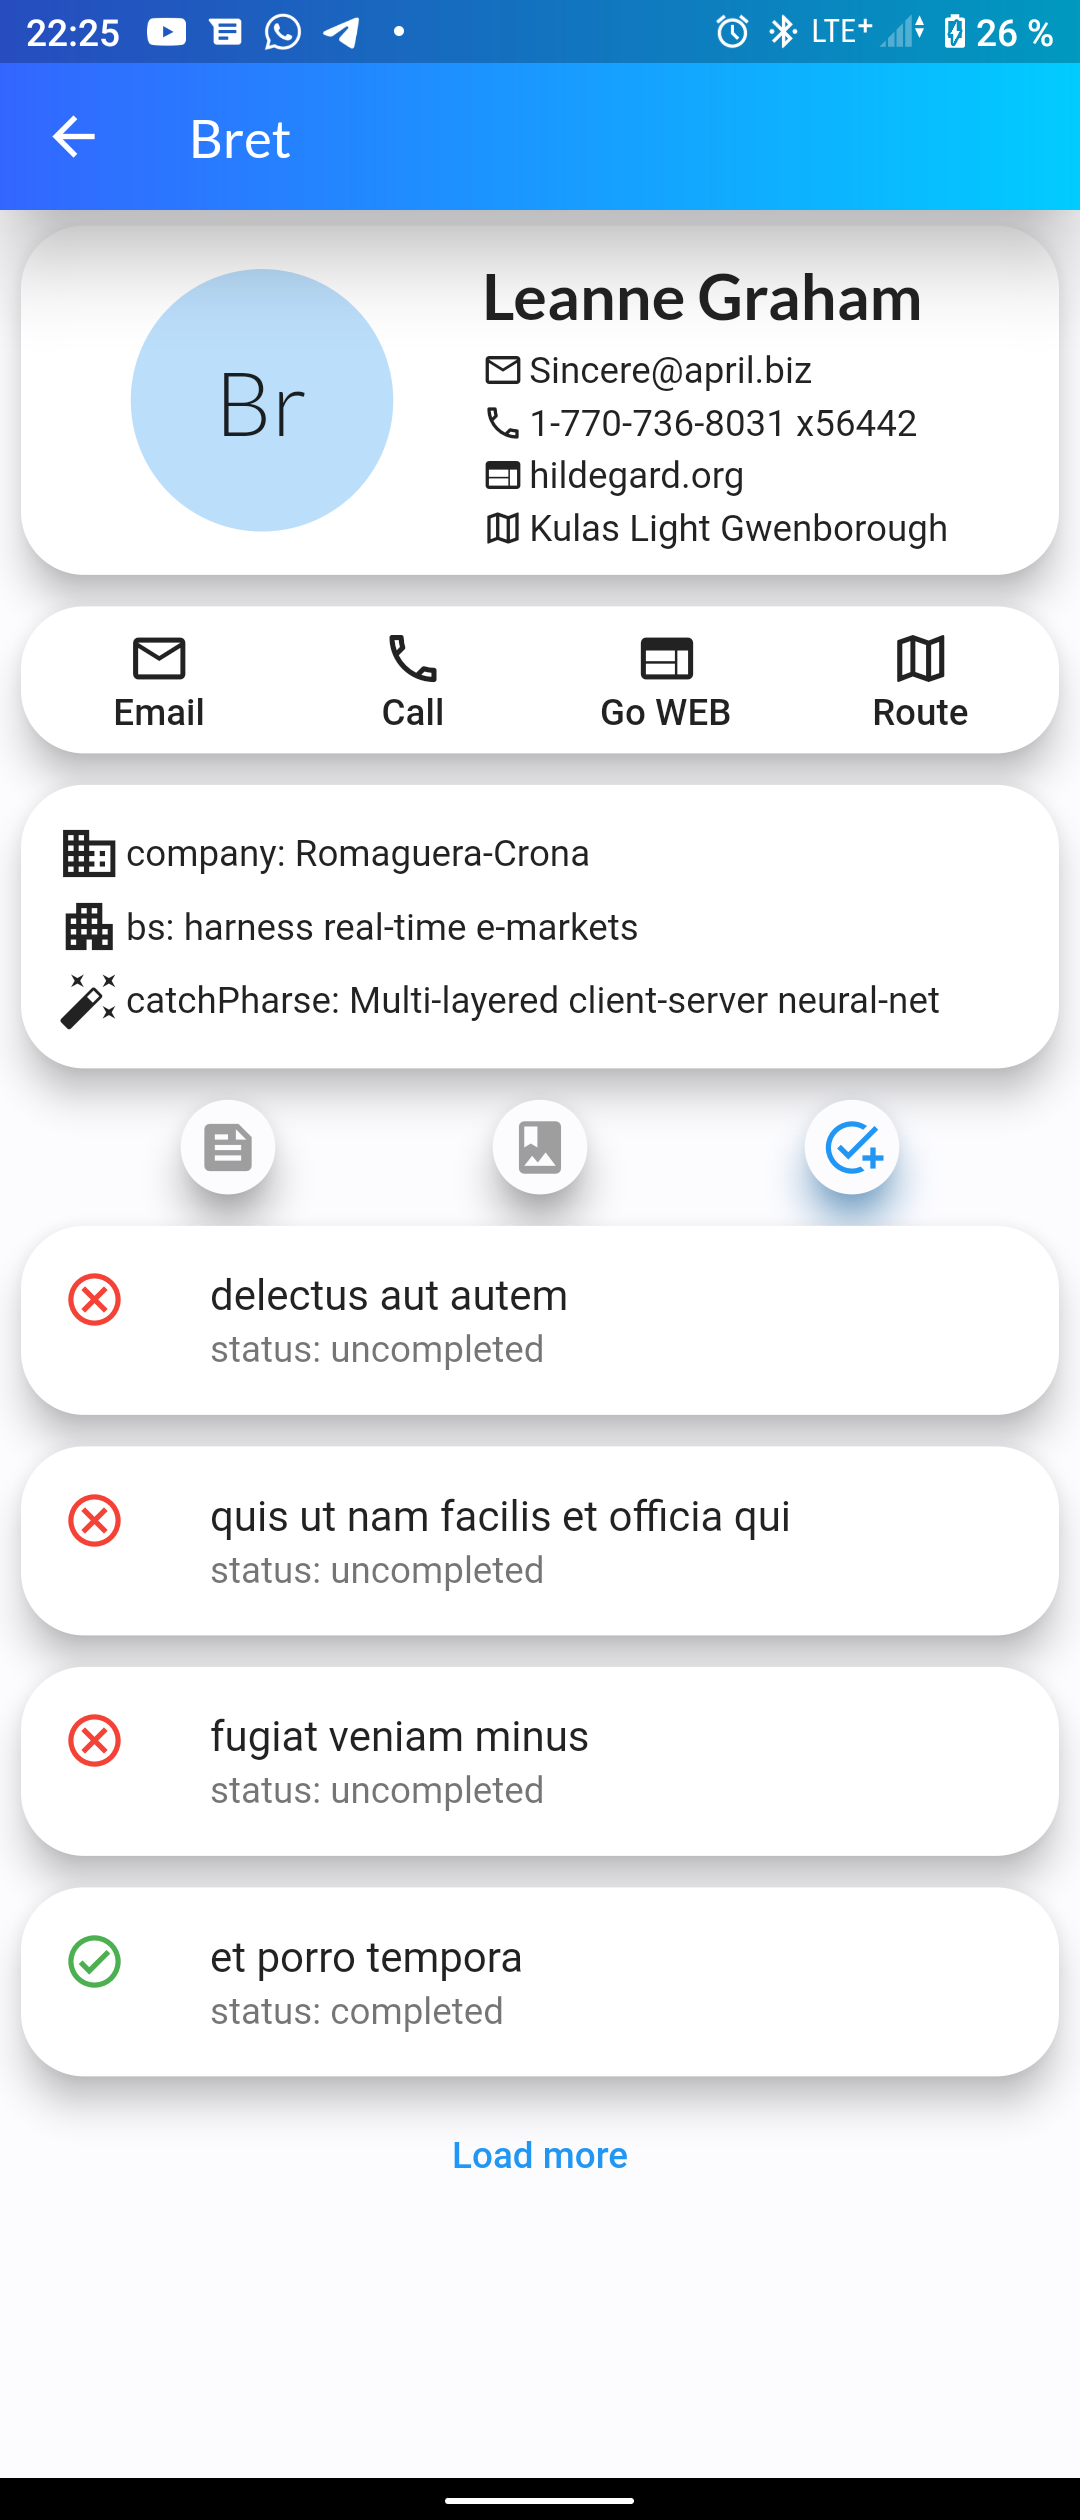 22:25 LTE+ 26 %
Bret
Br
Leanne Graham
Sincere@april.biz
1-770-736-8031 x56442
hildegard.org
Kulas Light Gwenborough
Email Call Go WEB Route
company: Romaguera-Crona
bs: harness real-time e-markets
catchPharse: Multi-layered client-server neural-net
delectus aut autem
status: uncompleted
quis ut nam facilis et officia qui
status: uncompleted
fugiat veniam minus
status: uncompleted
et porro tempora
status: completed
Load more